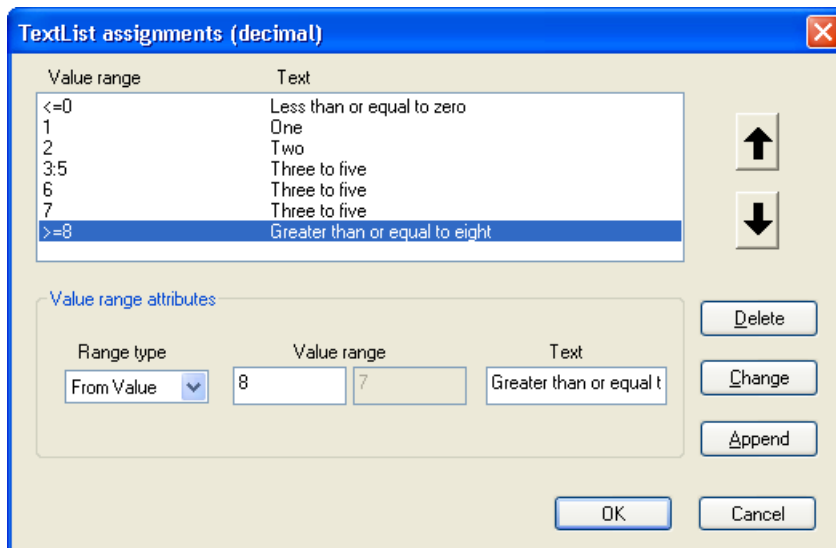 TextList assignments (decimal)
Value range Text
<=0 Less than or equal to zero
1 One
2 Two
3:5 Three to five
6 Three to five
7 Three to five
>=8 Greater than or equal to eight
Value range attributes
Range type Value range Text
From Value 8 7 Greater than or equal t
Delete
Change
Append
OK Cancel